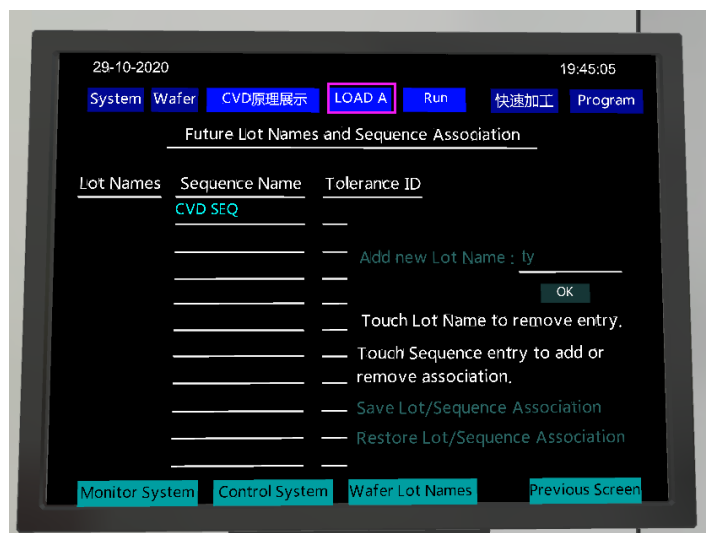 29-10-2020 19:45:05
System Wafer CVD原理展示 LOAD A Run 快速加工 Program
Future Lot Names and Sequence Association
Lot Names Sequence Name Tolerance ID
CVD SEQ
Add new Lot Name : ty
OK
Touch Lot Name to remove entry.
Touch Sequence entry to add or
remove association.
Save Lot/Sequence Association
Restore Lot/Sequence Association
Monitor System Control System Wafer Lot Names Previous Screen